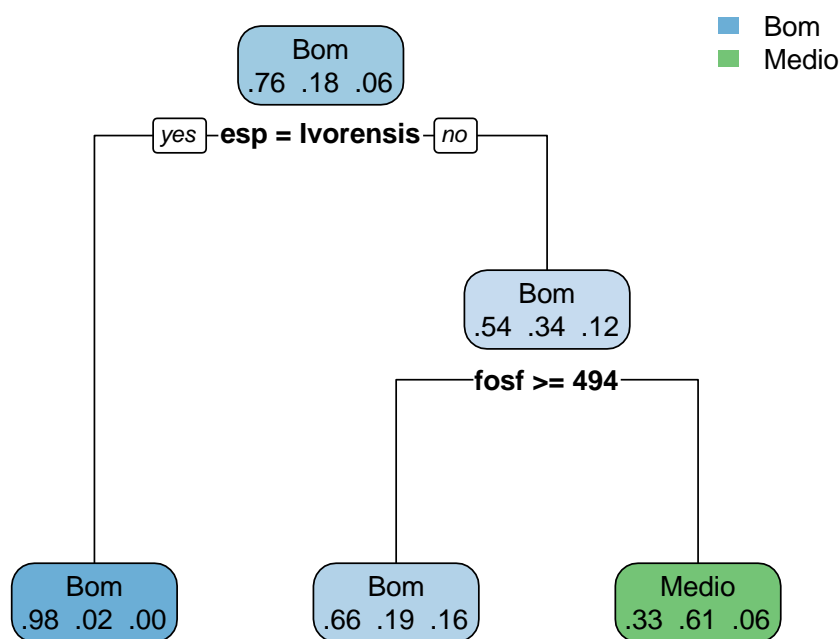 Bom
Medio
Bom
.76 .18 .06
yes esp = Ivorensis no
Bom
.54 .34 .12
fosf >= 494
Bom
.98 .02 .00
Bom
.66 .19 .16
Medio
.33 .61 .06